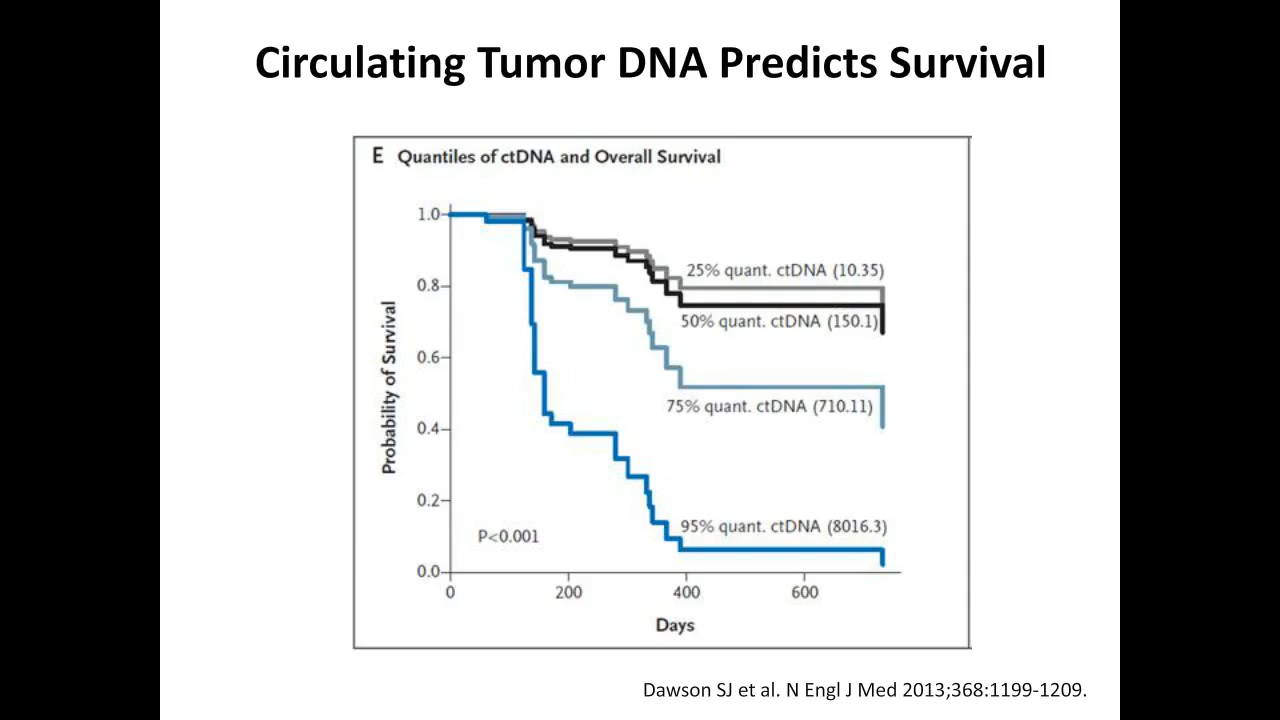 Circulating Tumor DNA Predicts Survival
E Quantiles of ctDNA and Overall Survival
1.0
0.8
0.6
0.4
0.2
0.0
Probability of Survival
25% quant. ctDNA (10.35)
50% quant. ctDNA (150.1)
75% quant. ctDNA (710.11)
95% quant. ctDNA (8016.3)
P<0.001
0 200 400 600
Days
Dawson SJ et al. N Engl J Med 2013;368:1199-1209.